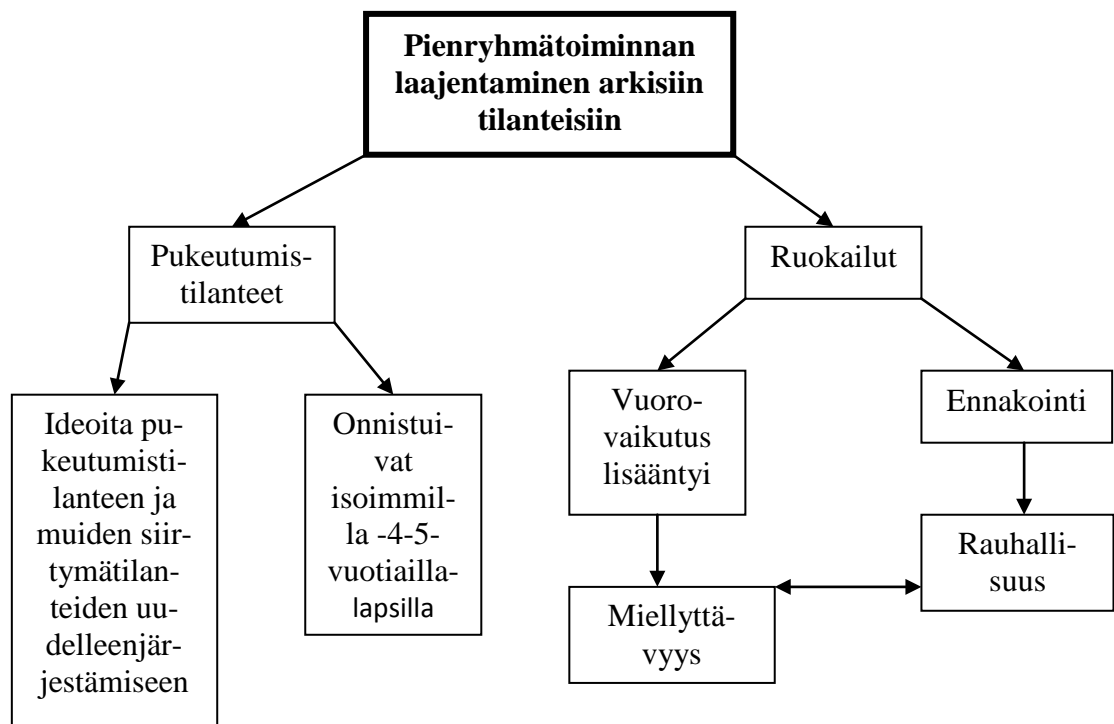 Pienryhmätoiminnan
laajentaminen arkisiin
tilanteisiin
Pukeutumis-
tilanteet
Ruokailut
Ideoita pu-
keutumisti-
lanteen ja
muiden siir-
tymätilan-
teiden uu-
delleenjär-
jestämiseen
Onnistui-
vat
isoimmil-
la -4-5-
vuotiailla-
lapsilla
Vuoro-
vaikutus
lisääntyi
Ennakointi
Miellyttä-
vyys
Rauhalli-
suus